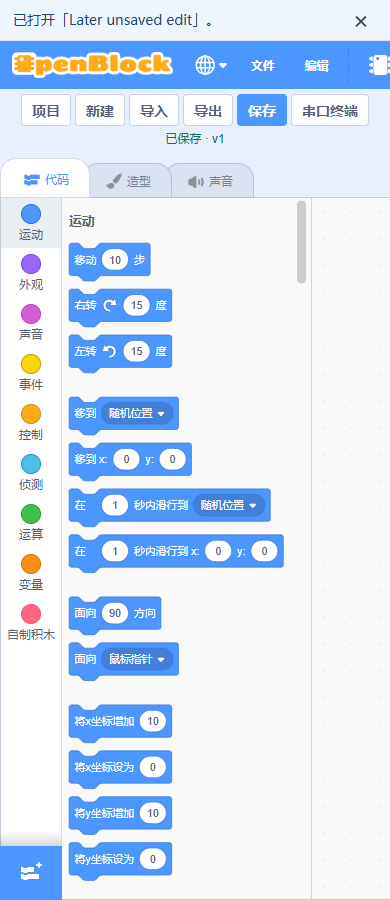 已打开「Later unsaved edit」。
OpenBlock 文件 编辑
项目 新建 导入 导出 保存 串口终端
已保存 · v1
代码 造型 声音
运动
外观
声音
事件
控制
侦测
运算
变量
自制积木
运动
移动 10 步
右转 15 度
左转 15 度
移到 随机位置
移到 x: 0 y: 0
在 1 秒内滑行到 随机位置
在 1 秒内滑行到 x: 0 y: 0
面向 90 方向
面向 鼠标指针
将x坐标增加 10
将x坐标设为 0
将y坐标增加 10
将y坐标设为 0